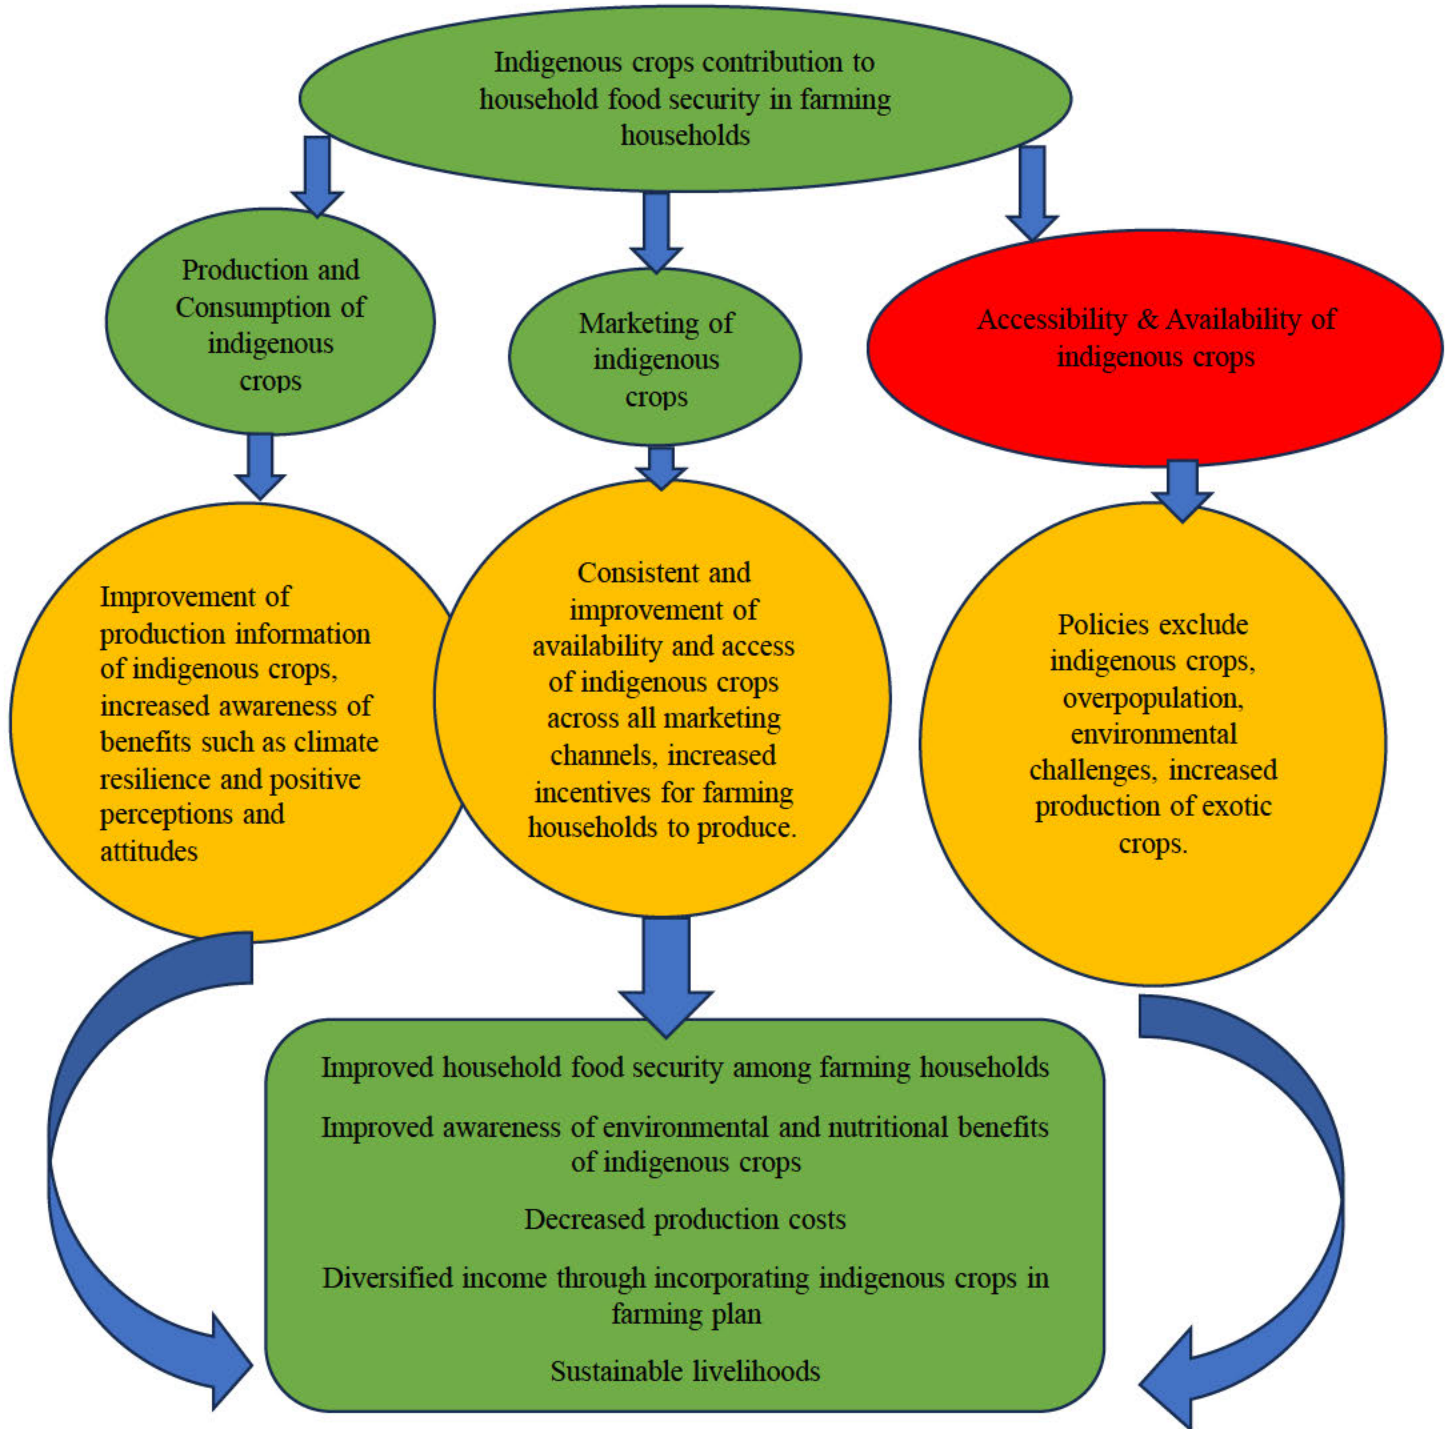 Indigenous crops contribution to
household food security in farming
households
Production and
Consumption of
indigenous
crops
Marketing of
indigenous
crops
Accessibility & Availability of
indigenous crops
Improvement of
production information
of indigenous crops,
increased awareness of
benefits such as climate
resilience and positive
perceptions and
attitudes
Consistent and
improvement of
availability and access
of indigenous crops
across all marketing
channels, increased
incentives for farming
households to produce.
Policies exclude
indigenous crops,
overpopulation,
environmental
challenges, increased
production of exotic
crops.
Improved household food security among farming households
Improved awareness of environmental and nutritional benefits
of indigenous crops
Decreased production costs
Diversified income through incorporating indigenous crops in
farming plan
Sustainable livelihoods